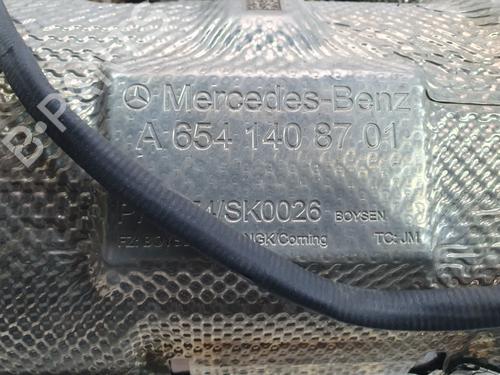 Mercedes-Benz
A 654 140 87 01
/SK0026 BOYSEN
NGK/Corning TC: JM
B-P